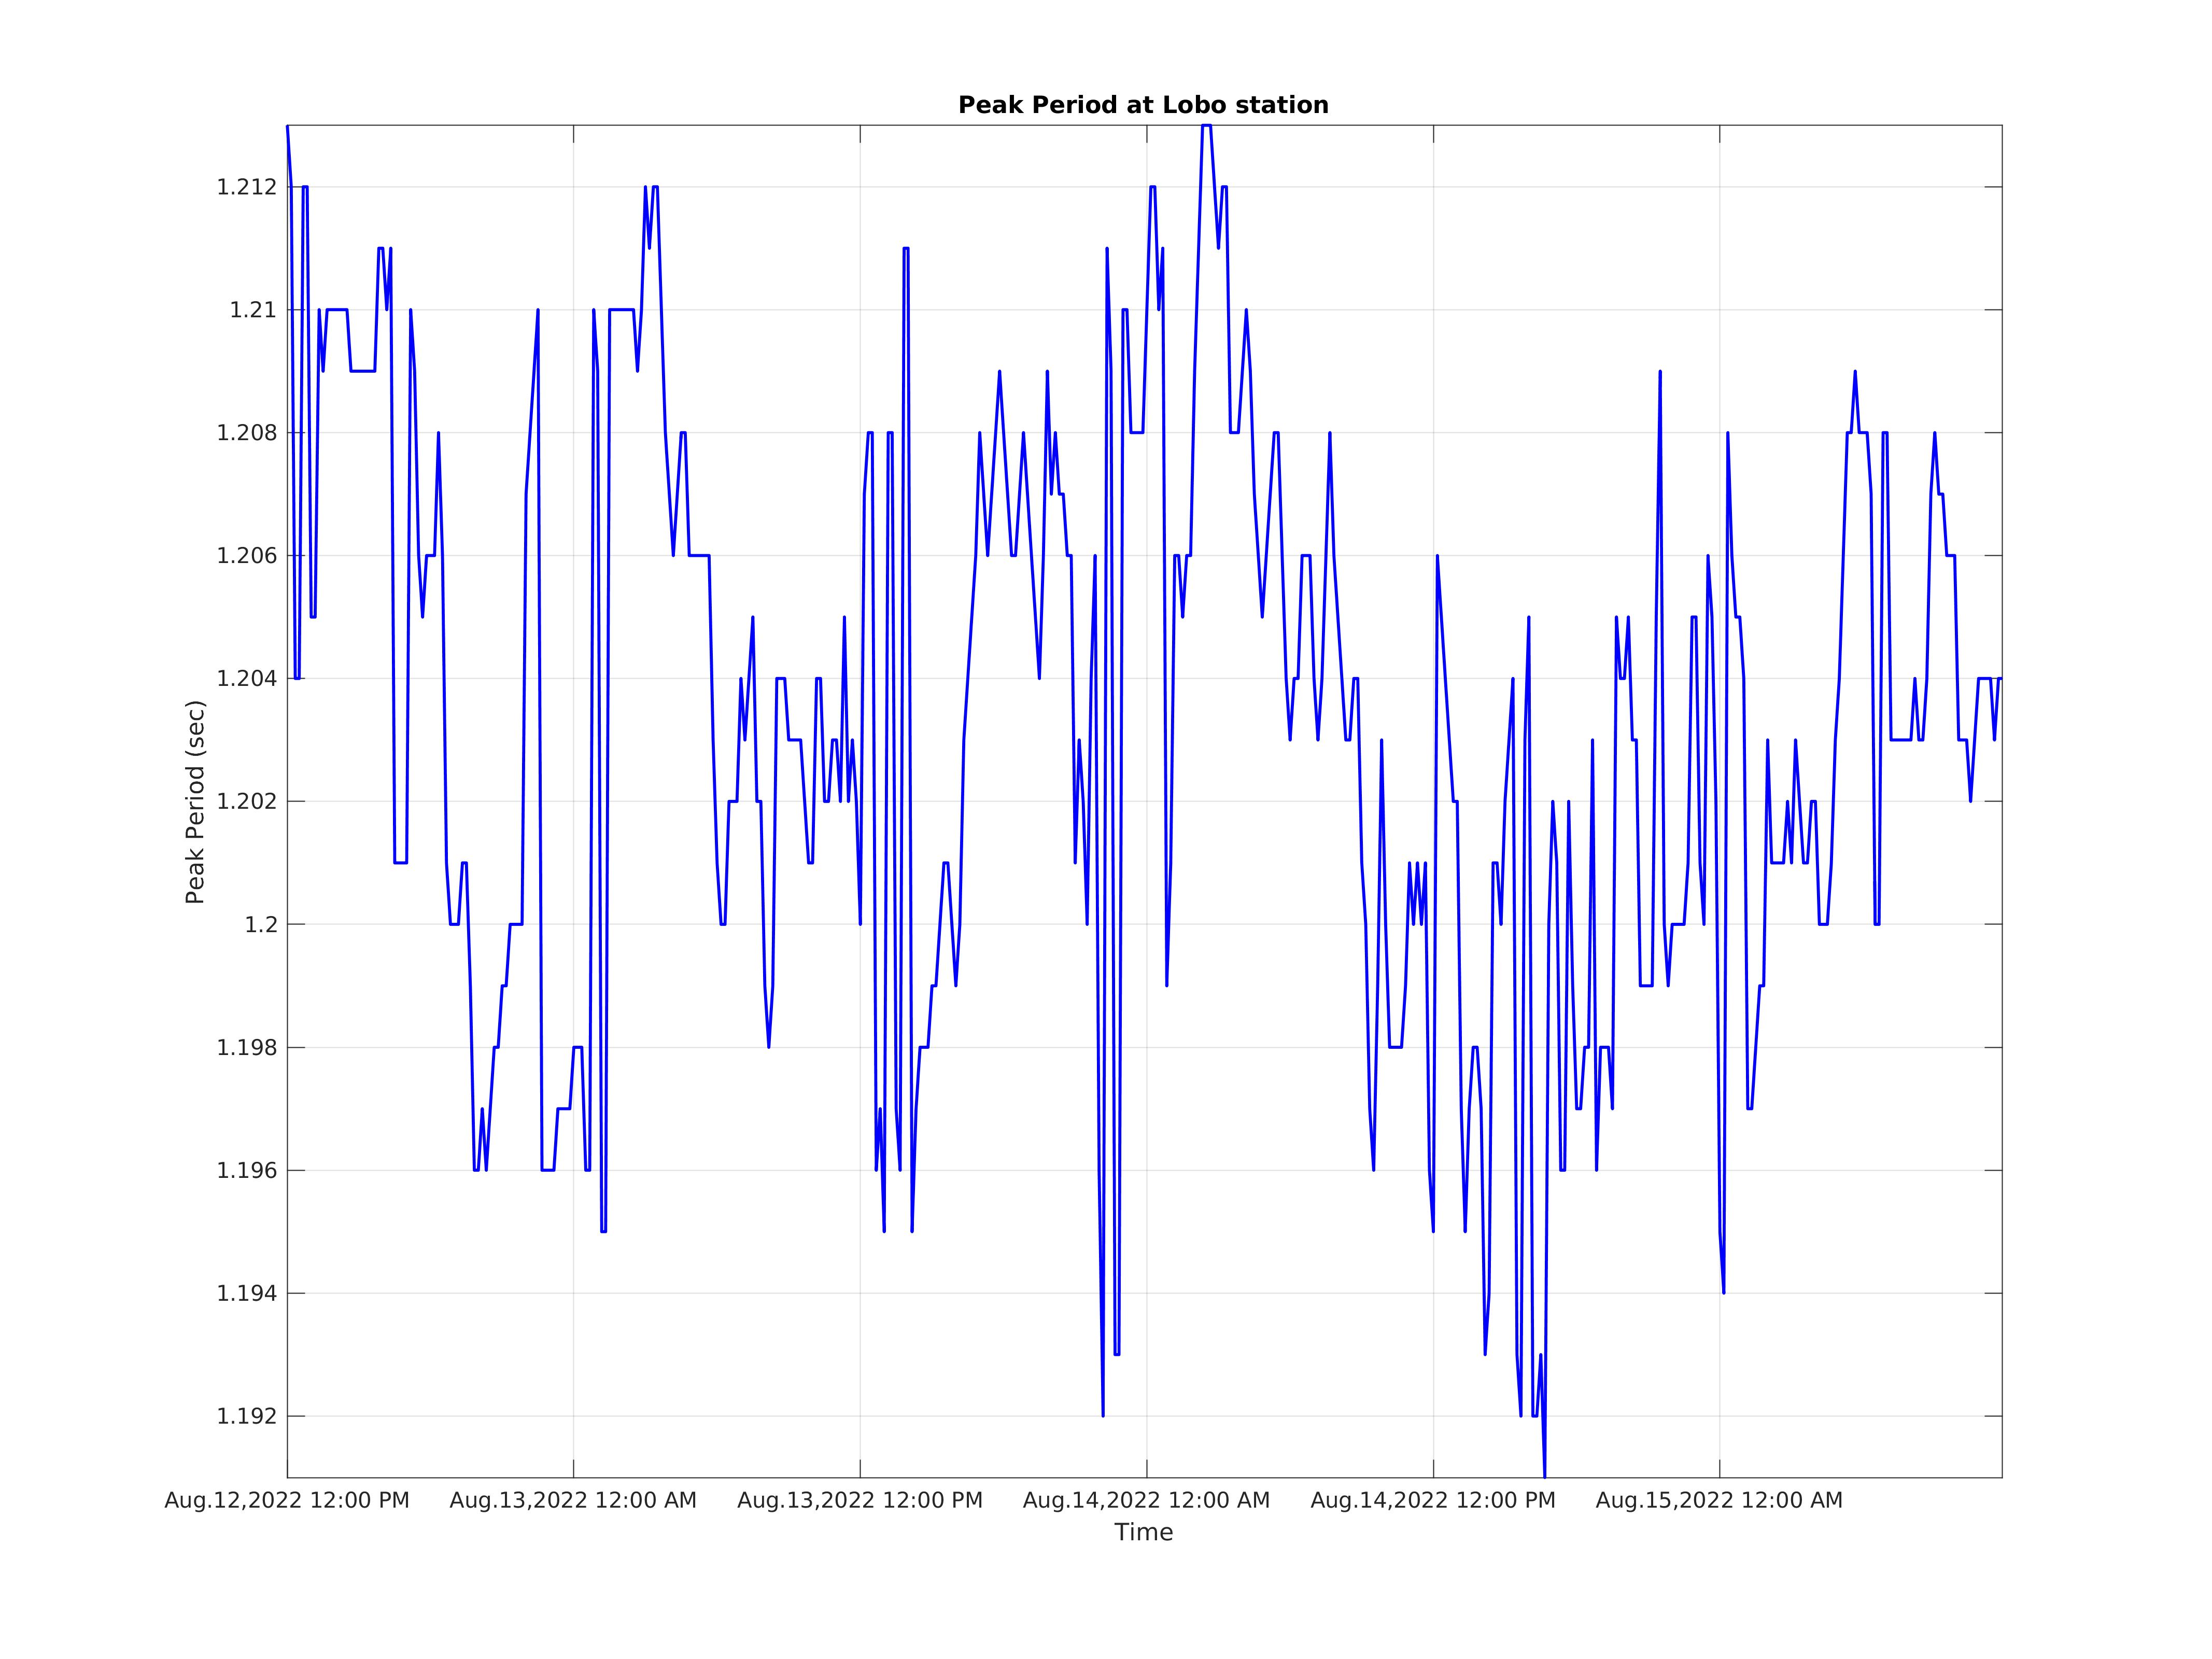 Peak Period at Lobo station
1.212
1.21
1.208
1.206
1.204
1.202
1.2
1.198
1.196
1.194
1.192
Peak Period (sec)
Aug.12,2022 12:00 PM Aug.13,2022 12:00 AM Aug.13,2022 12:00 PM Aug.14,2022 12:00 AM Aug.14,2022 12:00 PM Aug.15,2022 12:00 AM
Time